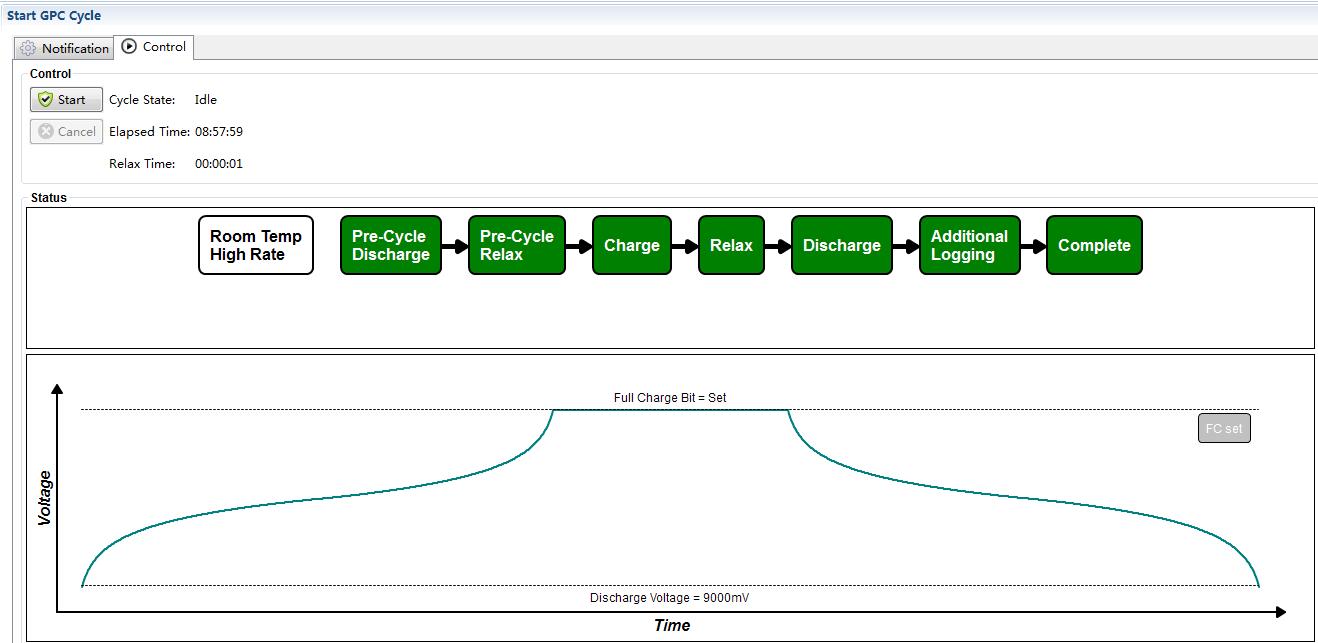 Start GPC Cycle
Notification
Control
Control
Start
Cycle State: Idle
Cancel
Elapsed Time: 08:57:59
Relax Time: 00:00:01
Status
Room Temp
High Rate
Pre-Cycle
Discharge
Pre-Cycle
Relax
Charge
Relax
Discharge
Additional
Logging
Complete
Full Charge Bit = Set
FC set
Voltage
Discharge Voltage = 9000mV
Time